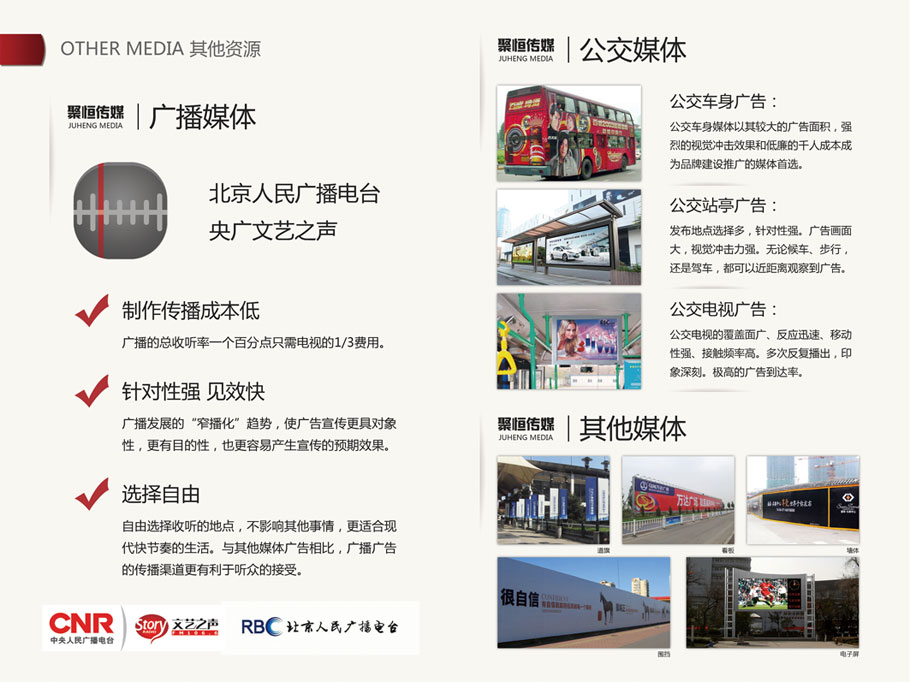 OTHER MEDIA 其他资源
聚恒传媒
JUHENG MEDIA
广播媒体
北京人民广播电台
央广文艺之声
制作传播成本低
广播的总收听率一个百分点只需电视的1/3费用。
针对性强 见效快
广播发展的“窄播化”趋势，使广告宣传更具对象
性，更有目的性，也更容易产生宣传的预期效果。
选择自由
自由选择收听的地点，不影响其他事情，更适合现
代快节奏的生活。与其他媒体广告相比，广播广告
的传播渠道更有利于听众的接受。
CNR
中央人民广播电台
Story
RADIO
文艺之声
FM106.6
RBC 北京人民广播电台
聚恒传媒
JUHENG MEDIA
公交媒体
公交车身广告：
公交车身媒体以其较大的广告面积，强
烈的视觉冲击效果和低廉的千人成本成
为品牌建设推广的媒体首选。
公交站亭广告：
发布地点选择多，针对性强。广告画面
大，视觉冲击力强。无论候车、步行，
还是驾车，都可以近距离观察到广告。
公交电视广告：
公交电视的覆盖面广、反应迅速、移动
性强、接触频率高。多次反复播出，印
象深刻。极高的广告到达率。
聚恒传媒
JUHENG MEDIA
其他媒体
万达广场
道旗
看板
墙体
很自信
围挡
电子屏